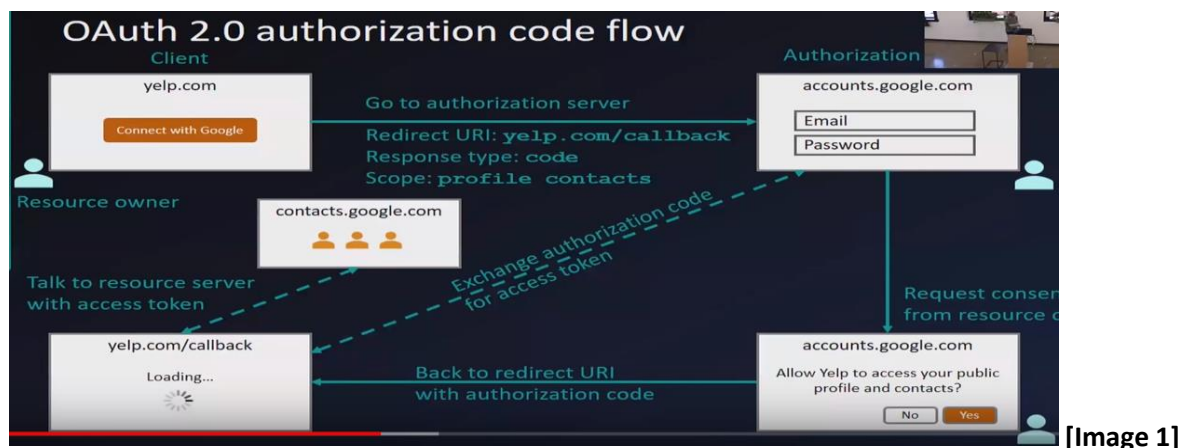 OAuth 2.0 authorization code flow
Client
yelp.com
Connect with Google
Resource owner
Go to authorization server
Redirect URI: yelp.com/callback
Response type: code
Scope: profile contacts
Authorization
accounts.google.com
Email
Password
contacts.google.com
Exchange authorization code
for access token
Talk to resource server
with access token
Request consen
from resource o
yelp.com/callback
Loading...
Back to redirect URI
with authorization code
accounts.google.com
Allow Yelp to access your public
profile and contacts?
No
Yes
[Image 1]